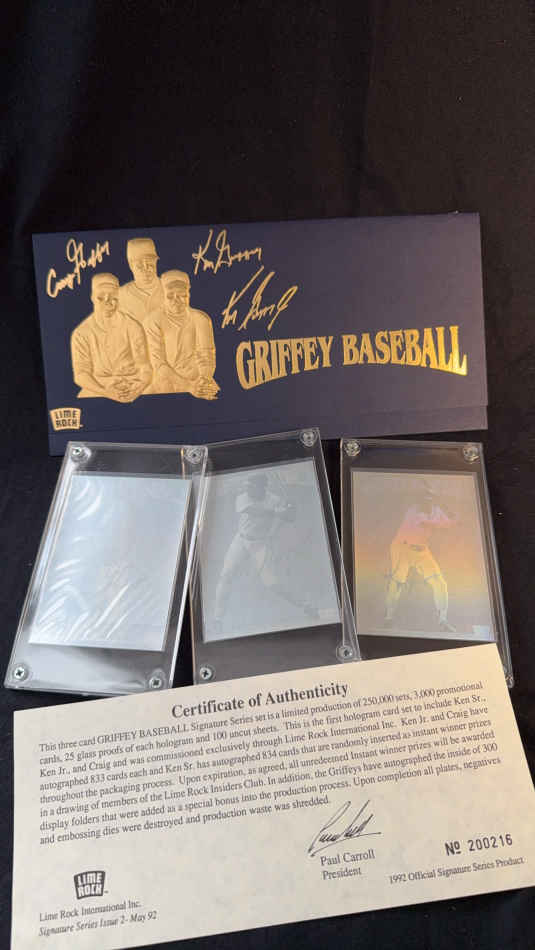 Craig Griffey
Ken Griffey
Ken Griffey Jr
GRIFFEY BASEBALL
LIME
ROCK
Certificate of Authenticity
This three card GRIFFEY BASEBALL Signature Series set is a limited production of 250,000 sets, 3,000 promotional
cards, 25 glass proofs of each hologram and 100 uncut sheets. This is the first hologram card set to include Ken Sr.,
Ken Jr., and Craig and was commissioned exclusively through Lime Rock International Inc. Ken Jr. and Craig have
autographed 833 cards each and Ken Sr. has autographed 834 cards that are randomly inserted as instant winner prizes
throughout the packaging process. Upon expiration, as agreed, all unredeemed Instant winner prizes will be awarded
in a drawing of members of the Lime Rock Insiders Club. In addition, the Griffeys have autographed the inside of 300
display folders that were added as a special bonus into the production process. Upon completion all plates, negatives
and embossing dies were destroyed and production waste was shredded.
Paul Carroll
President
No 200216
LIME
ROCK
Lime Rock International Inc.
Signature Series Issue 2- May 92
1992 Official Signature Series Product